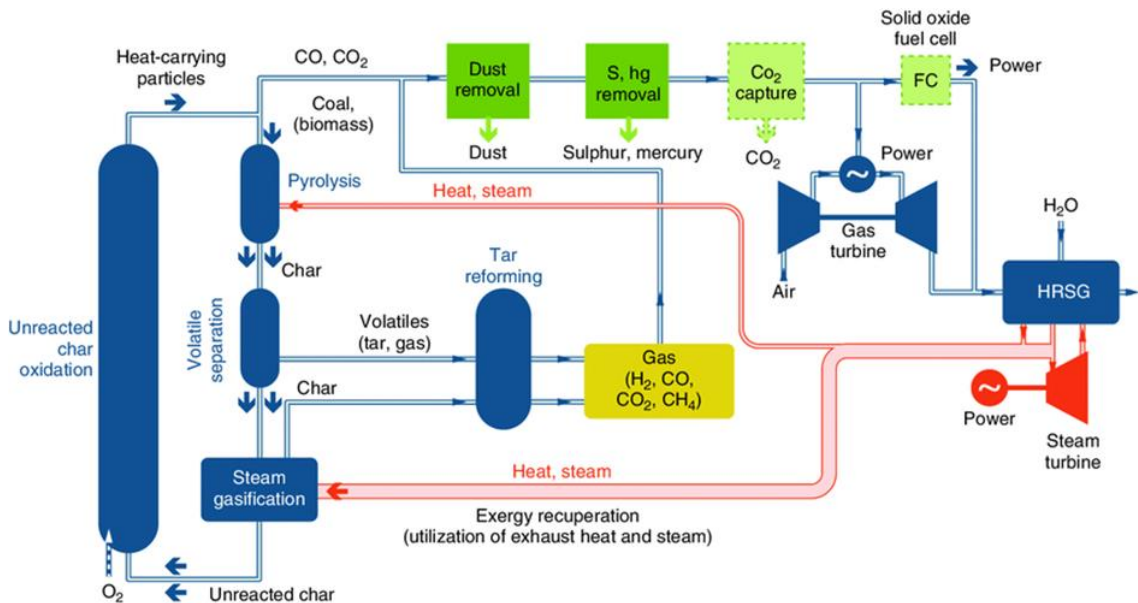 Solid oxide
fuel cell
Heat-carrying
particles
CO, CO₂
Dust
removal
S, hg
removal
Co₂
capture
FC
Power
Coal,
(biomass)
Dust
Sulphur, mercury
CO₂
Power
Pyrolysis
Heat, steam
H₂O
Gas
turbine
Char
Tar
reforming
Air
HRSG
Unreacted
char
oxidation
Volatile
separation
Volatiles
(tar, gas)
Gas
(H₂, CO,
CO₂, CH₄)
Char
Power
Steam
turbine
Steam
gasification
Heat, steam
Exergy recuperation
(utilization of exhaust heat and steam)
O₂
Unreacted char